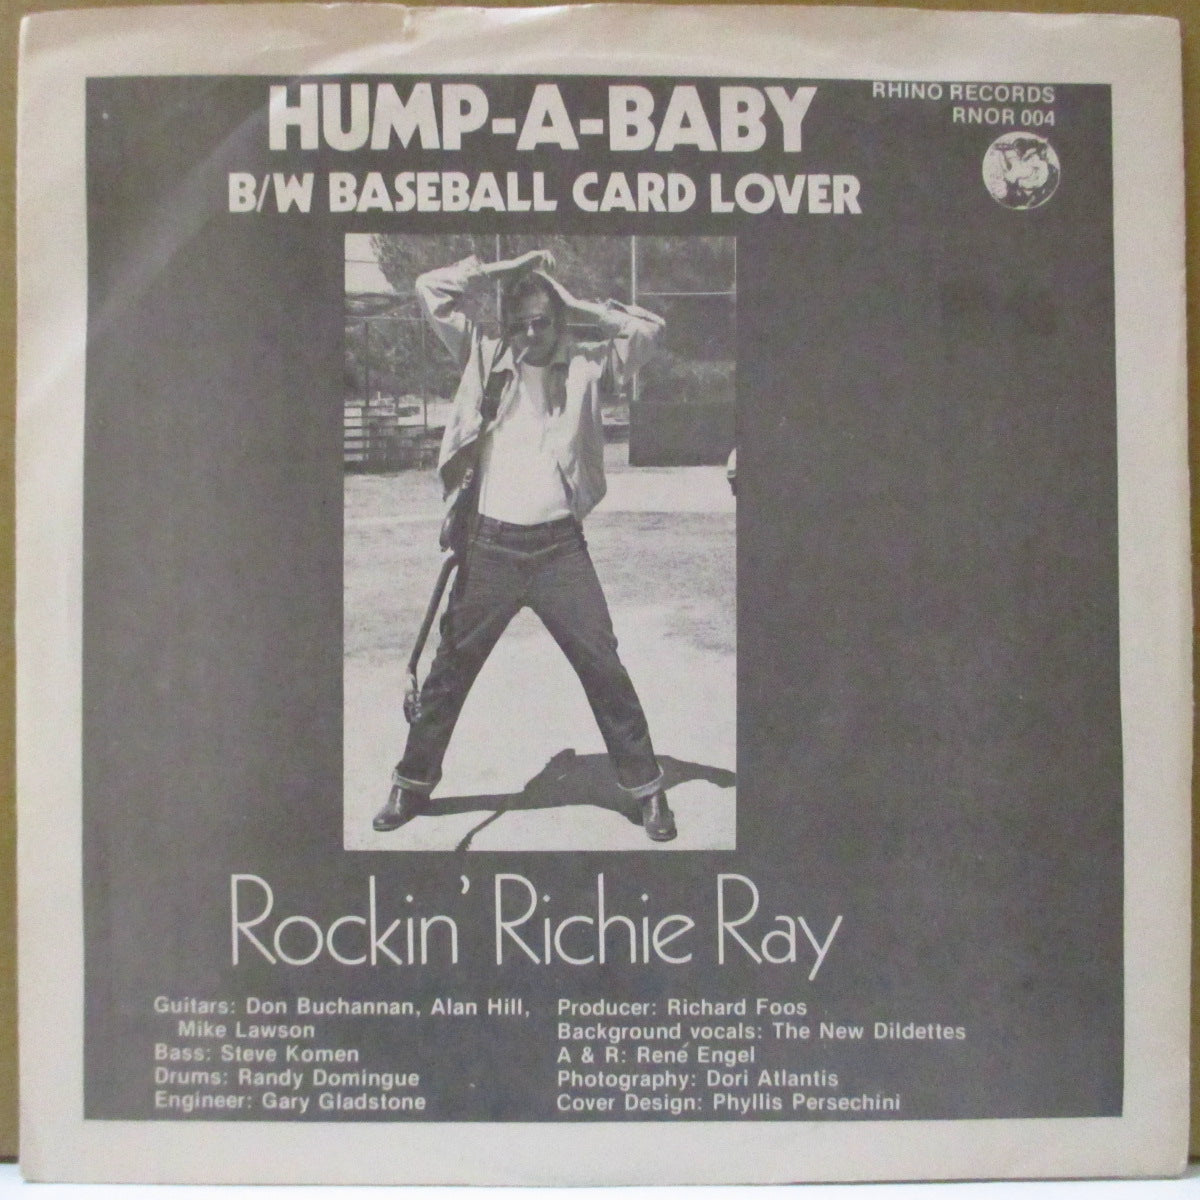 HUMP-A-BABY
B/W BASEBALL CARD LOVER
RHINO RECORDS
RNOR 004
Rockin' Richie Ray
Guitars: Don Buchannan, Alan Hill,
Mike Lawson
Bass: Steve Komen
Drums: Randy Domingue
Engineer: Gary Gladstone
Producer: Richard Foos
Background vocals: The New Dildettes
A & R: René Engel
Photography: Dori Atlantis
Cover Design: Phyllis Persechini